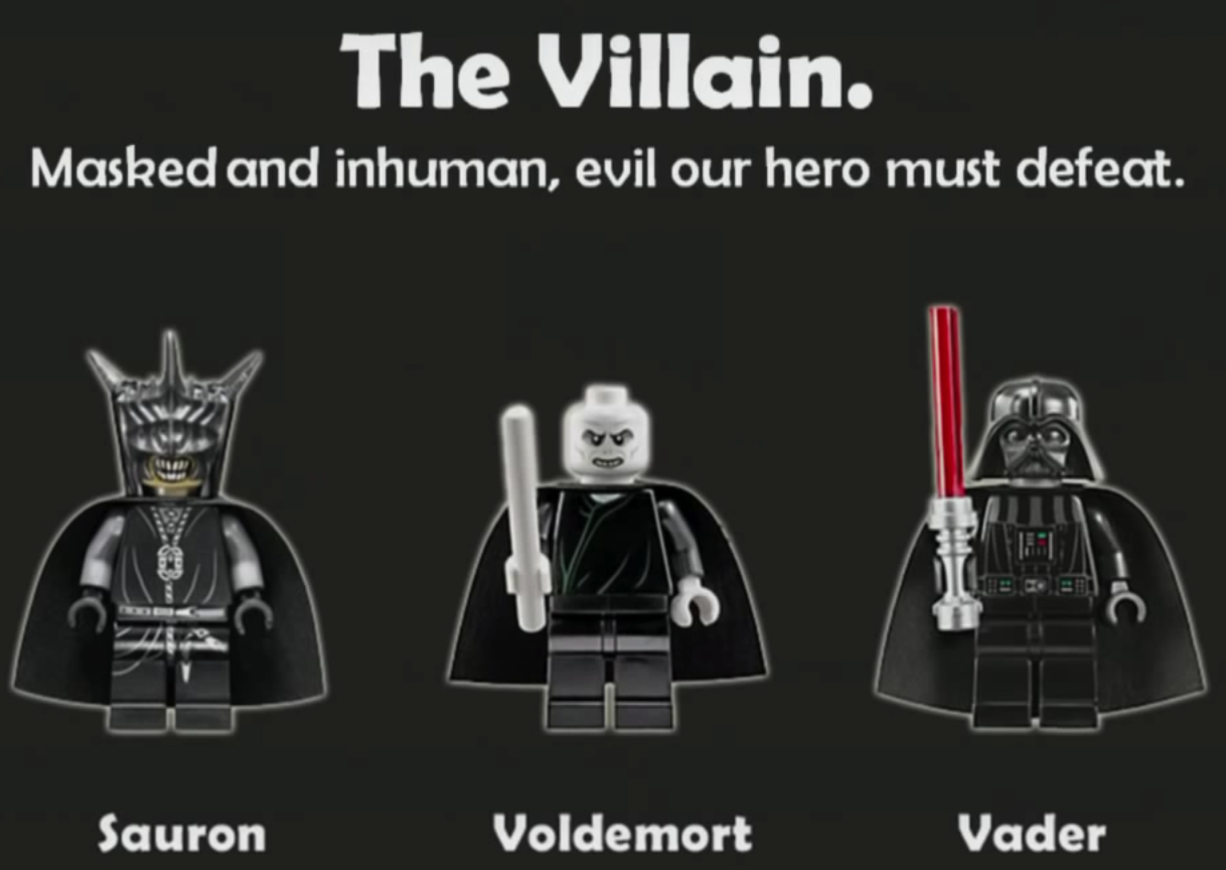 The Villain.
Masked and inhuman, evil our hero must defeat.
Sauron Voldemort Vader